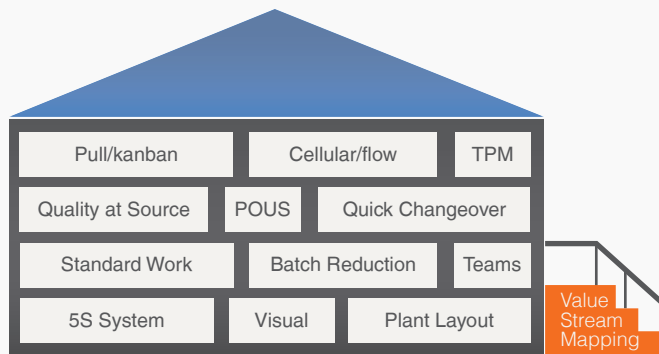 Pull/kanban Cellular/flow TPM
Quality at Source POUS Quick Changeover
Standard Work Batch Reduction Teams
5S System Visual Plant Layout
Value
Stream
Mapping